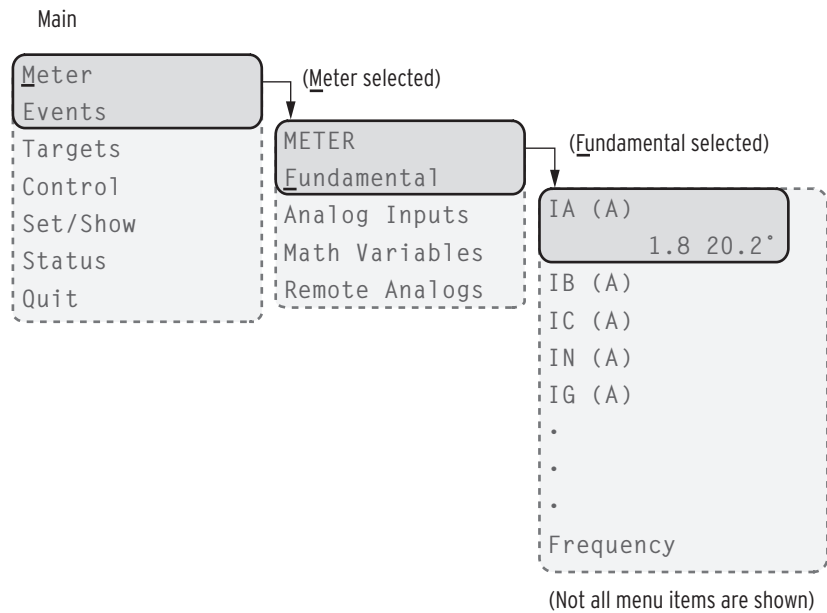 Main
Meter
Events
Targets
Control
Set/Show
Status
Quit
(Meter selected)
METER
Fundamental
Analog Inputs
Math Variables
Remote Analogs
(Fundamental selected)
IA (A)
1.8 20.2°
IB (A)
IC (A)
IN (A)
IG (A)
.
.
.
Frequency
(Not all menu items are shown)